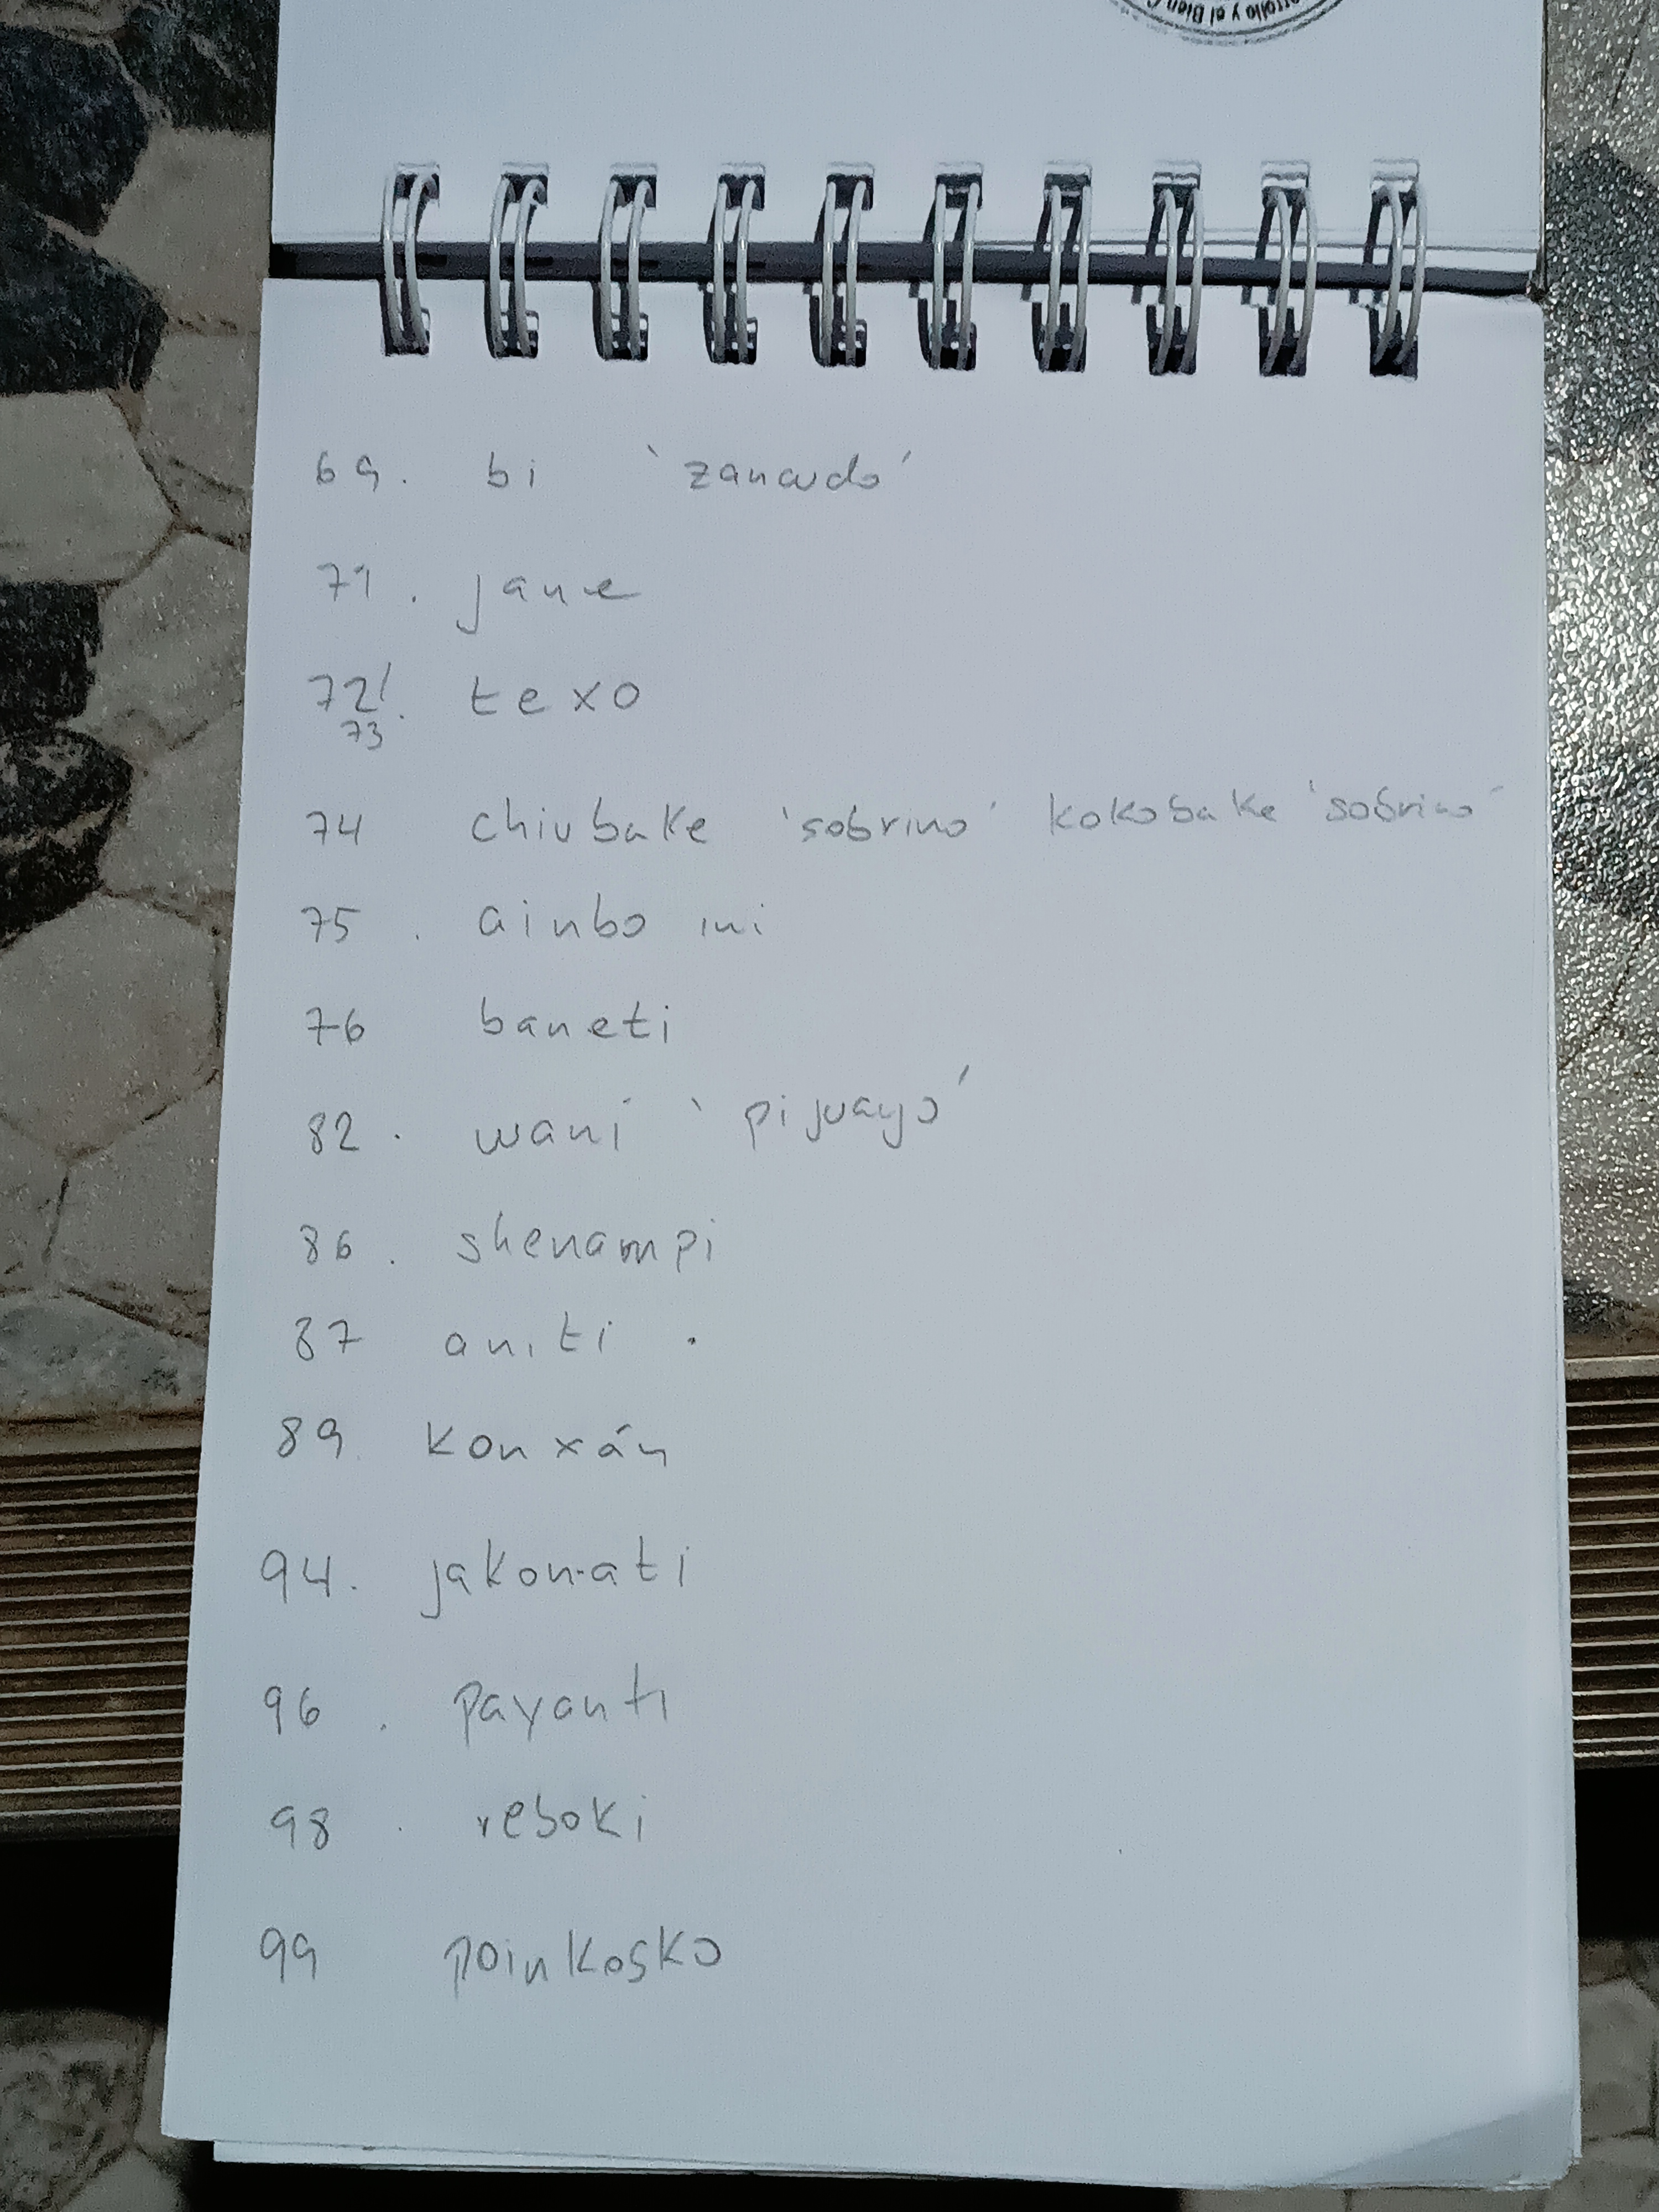 rrollo y el Bien
69. bi 'zancudo'
71. jane
72/
73. texo
74 chiubake 'sobrino' kokobake 'sobrino'
75. ainbo ini
76 baneti
82. wani 'pijuayo'
86. shenampi
87 aniti.
89. konxán
94. jakon-ati
96. payanti
98. reboki
99 poinkosko